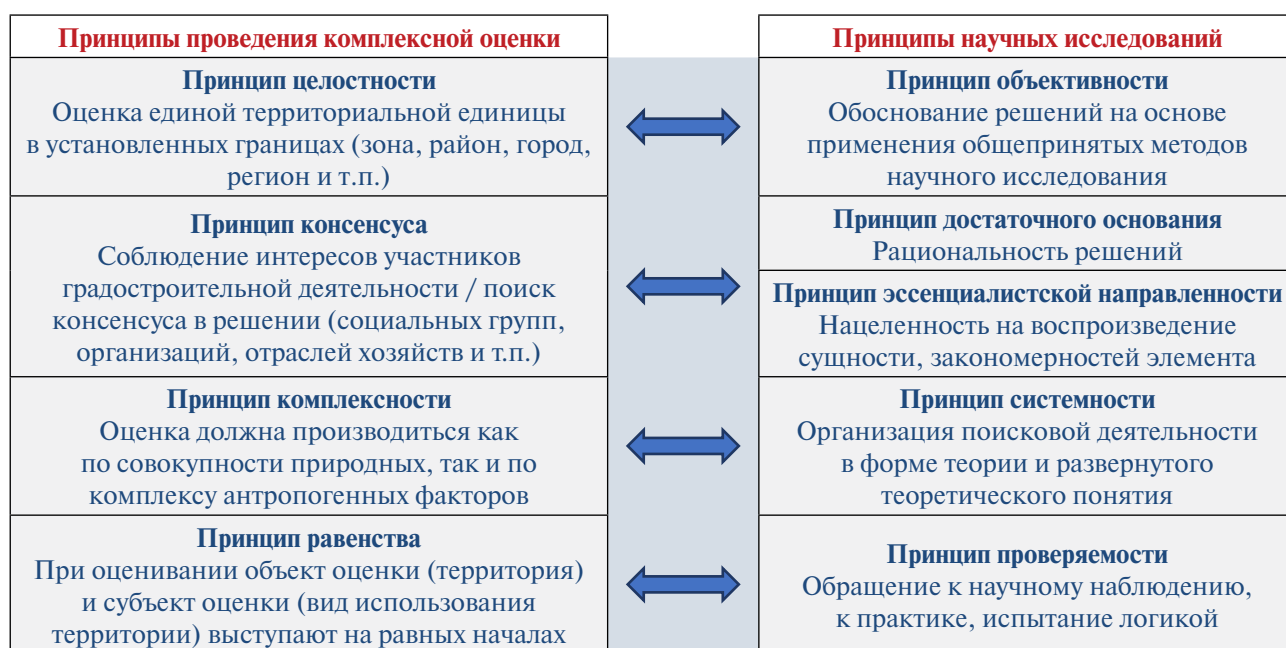 Принципы проведения комплексной оценки
Принцип целостности
Оценка единой территориальной единицы
в установленных границах (зона, район, город,
регион и т.п.)
Принцип консенсуса
Соблюдение интересов участников
градостроительной деятельности / поиск
консенсуса в решении (социальных групп,
организаций, отраслей хозяйств и т.п.)
Принцип комплексности
Оценка должна производиться как
по совокупности природных, так и по
комплексу антропогенных факторов
Принцип равенства
При оценивании объект оценки (территория)
и субъект оценки (вид использования
территории) выступают на равных началах
Принципы научных исследований
Принцип объективности
Обоснование решений на основе
применения общепринятых методов
научного исследования
Принцип достаточного основания
Рациональность решений
Принцип эссенциалистской направленности
Нацеленность на воспроизведение
сущности, закономерностей элемента
Принцип системности
Организация поисковой деятельности
в форме теории и развернутого
теоретического понятия
Принцип проверяемости
Обращение к научному наблюдению,
к практике, испытание логикой